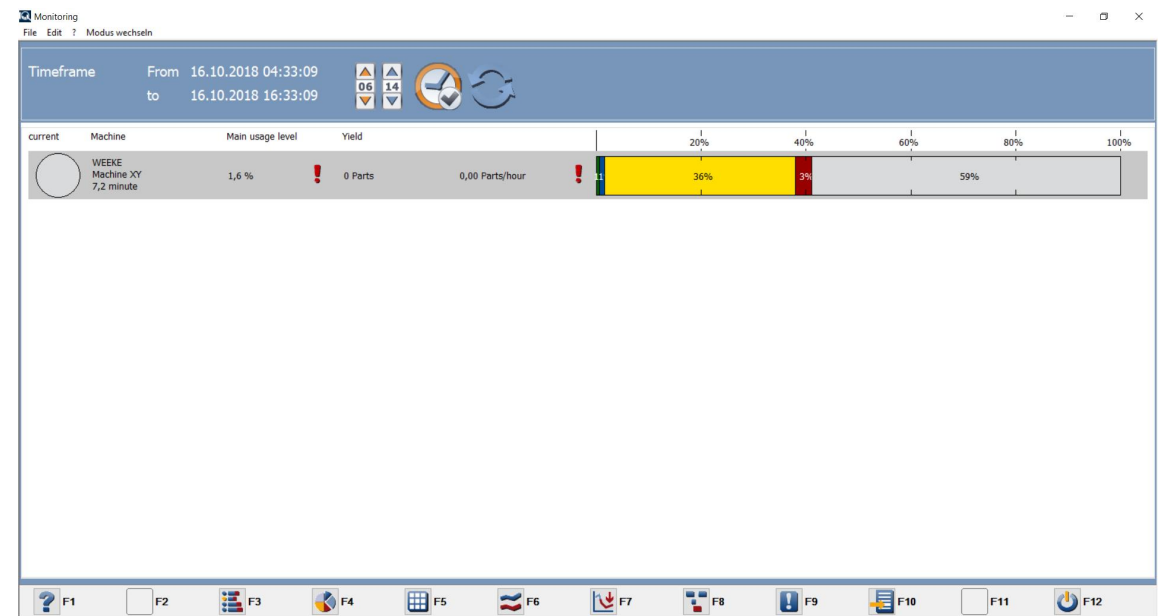 Monitoring
File Edit ? Modus wechseln
Timeframe From 16.10.2018 04:33:09
to 16.10.2018 16:33:09
06 14
current Machine Main usage level Yield 20% 40% 60% 80% 100%
WEEKE
Machine XY
7,2 minute
1,6 % 0 Parts 0,00 Parts/hour 11 36% 3% 59%
F1 F2 F3 F4 F5 F6 F7 F8 F9 F10 F11 F12